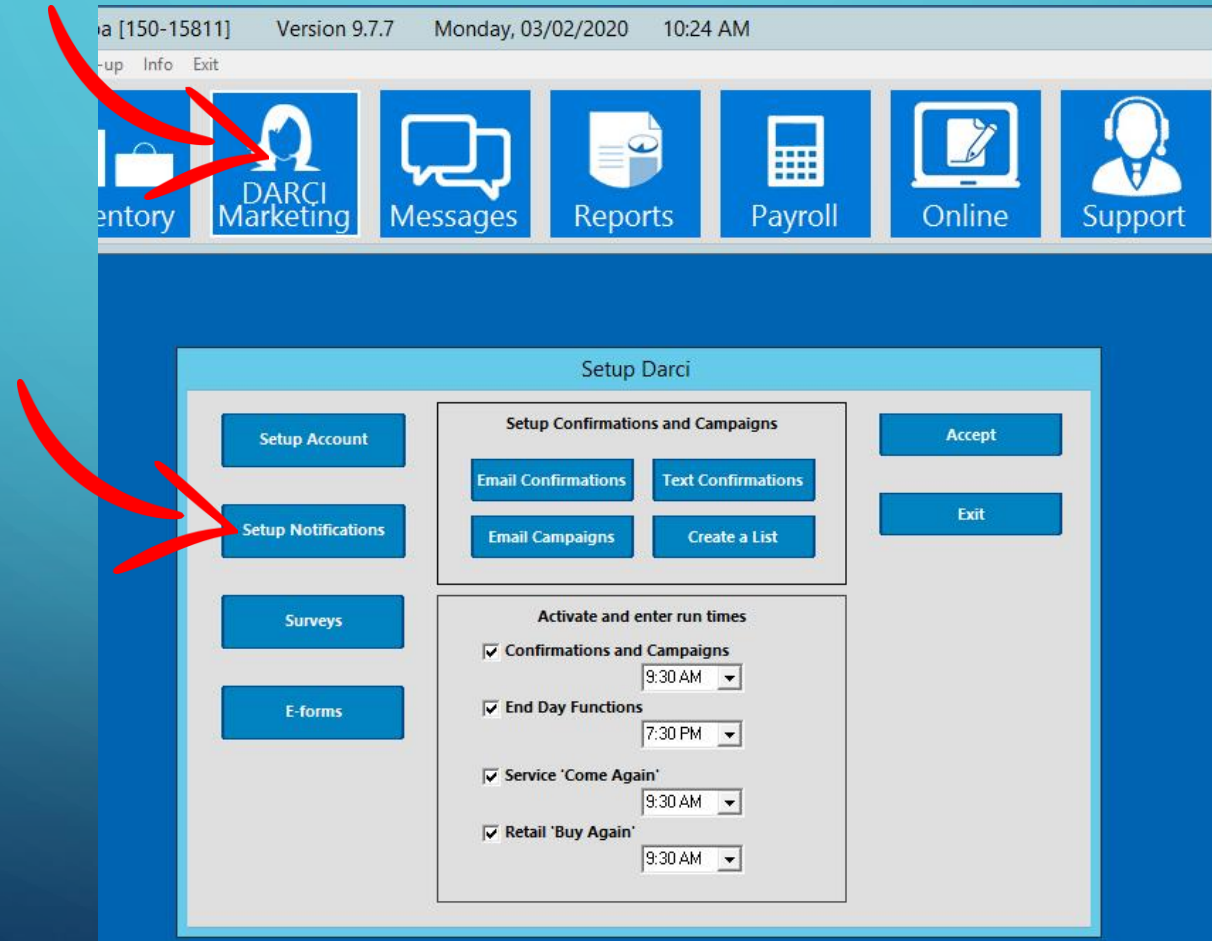 pa [150-15811] Version 9.7.7 Monday, 03/02/2020 10:24 AM
-up Info Exit
entory
DARCI
Marketing
Messages
Reports
Payroll
Online
Support
Setup Darci
Setup Account
Setup Notifications
Surveys
E-forms
Setup Confirmations and Campaigns
Email Confirmations
Text Confirmations
Email Campaigns
Create a List
Activate and enter run times
Confirmations and Campaigns
9:30 AM
End Day Functions
7:30 PM
Service 'Come Again'
9:30 AM
Retail 'Buy Again'
9:30 AM
Accept
Exit